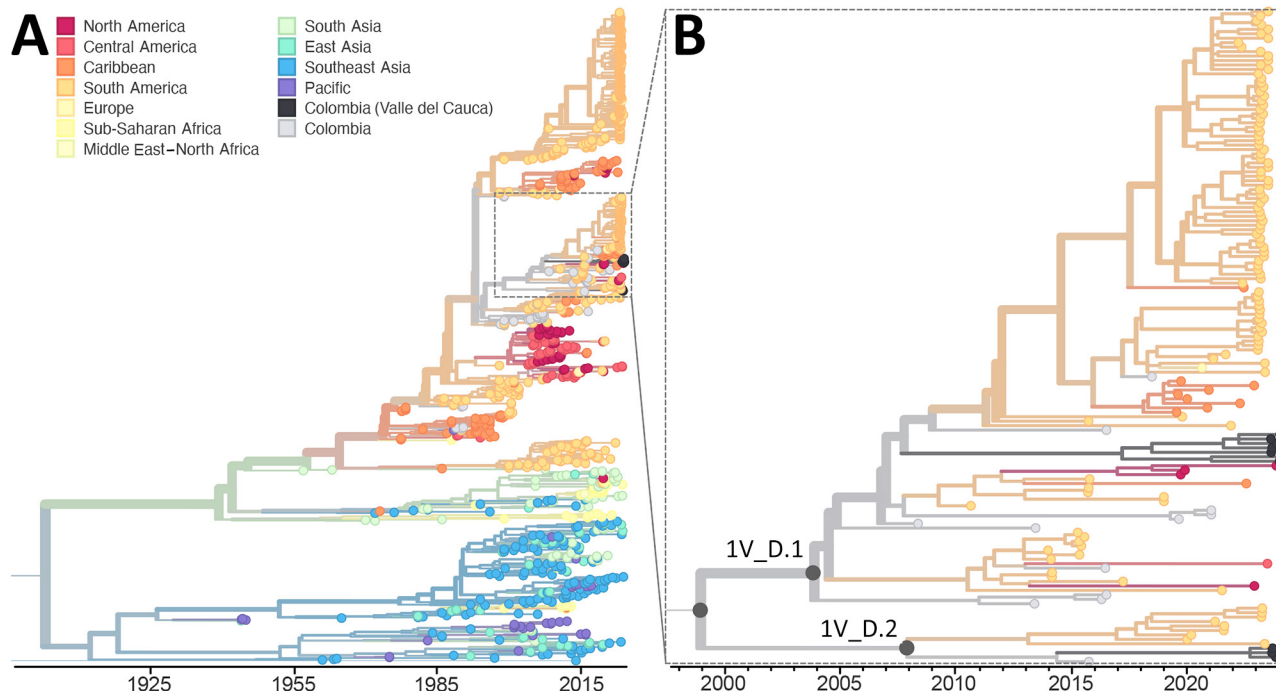 A
North America
Central America
Caribbean
South America
Europe
Sub-Saharan Africa
Middle East–North Africa
South Asia
East Asia
Southeast Asia
Pacific
Colombia (Valle del Cauca)
Colombia
B
1V_D.1
1V_D.2
1925 1955 1985 2015
2000 2005 2010 2015 2020